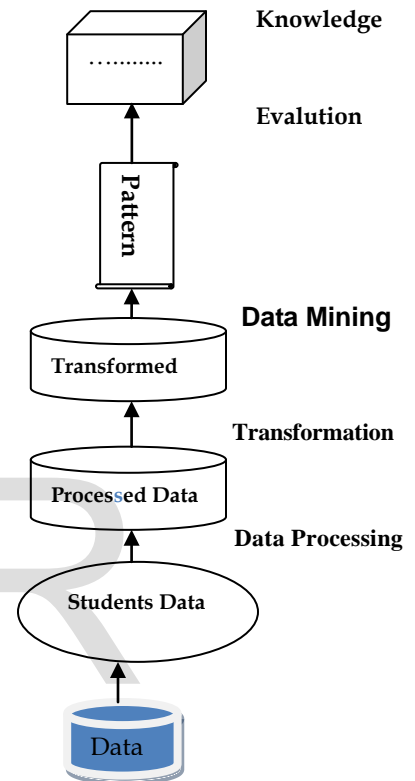 Knowledge
............
Evalution
Pattern
Data Mining
Transformed
Transformation
Processed Data
Data Processing
Students Data
Data
R